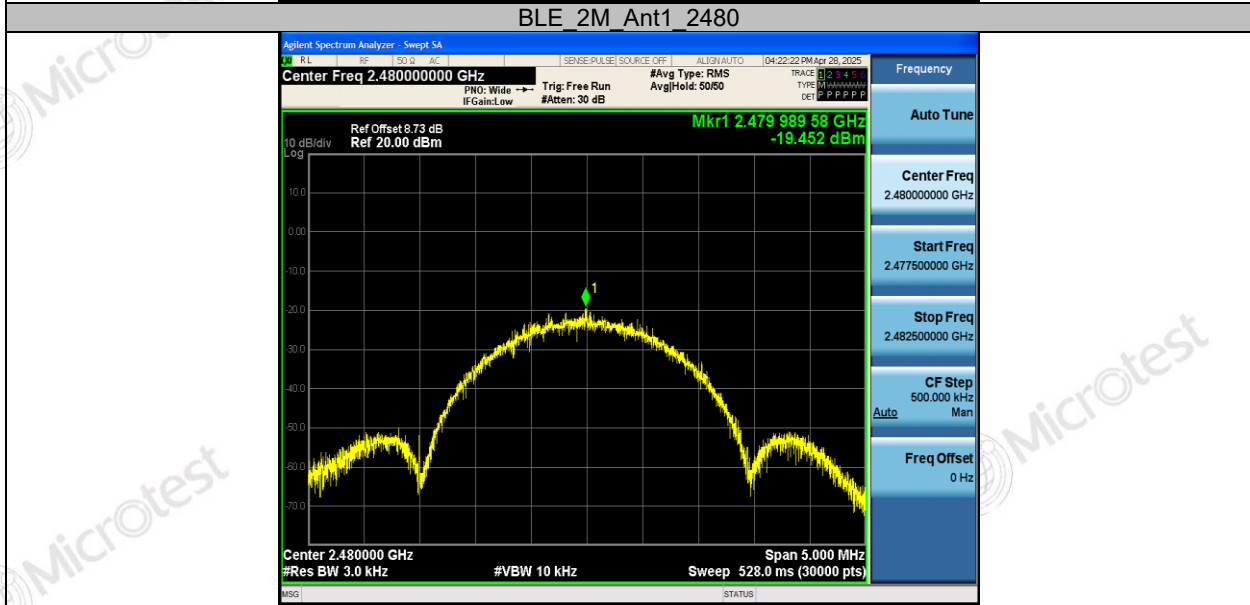 BLE_2M_Ant1_2480
Agilent Spectrum Analyzer - Swept SA
RL RF 50 Ω AC SENSE:PULSE SOURCE OFF ALIGN AUTO 04:22:22 PM Apr 28, 2025
Center Freq 2.480000000 GHz
PNO: Wide
IFGain:Low
Trig: Free Run
#Atten: 30 dB
#Avg Type: RMS
Avg|Hold: 50/50
TRACE 1 2 3 4 5 6
TYPE M
DET P P P P P P
Frequency
Mkr1 2.479 989 58 GHz
-19.452 dBm
Ref Offset 8.73 dB
10 dB/div Ref 20.00 dBm
Log
10.0
0.00
-10.0
-20.0
-30.0
-40.0
-50.0
-60.0
-70.0
1
Center 2.480000 GHz Span 5.000 MHz
#Res BW 3.0 kHz #VBW 10 kHz Sweep 528.0 ms (30000 pts)
MSG STATUS
Auto Tune
Center Freq
2.480000000 GHz
Start Freq
2.477500000 GHz
Stop Freq
2.482500000 GHz
CF Step
500.000 kHz
Auto Man
Freq Offset
0 Hz
Microtest
Microtest
Microtest